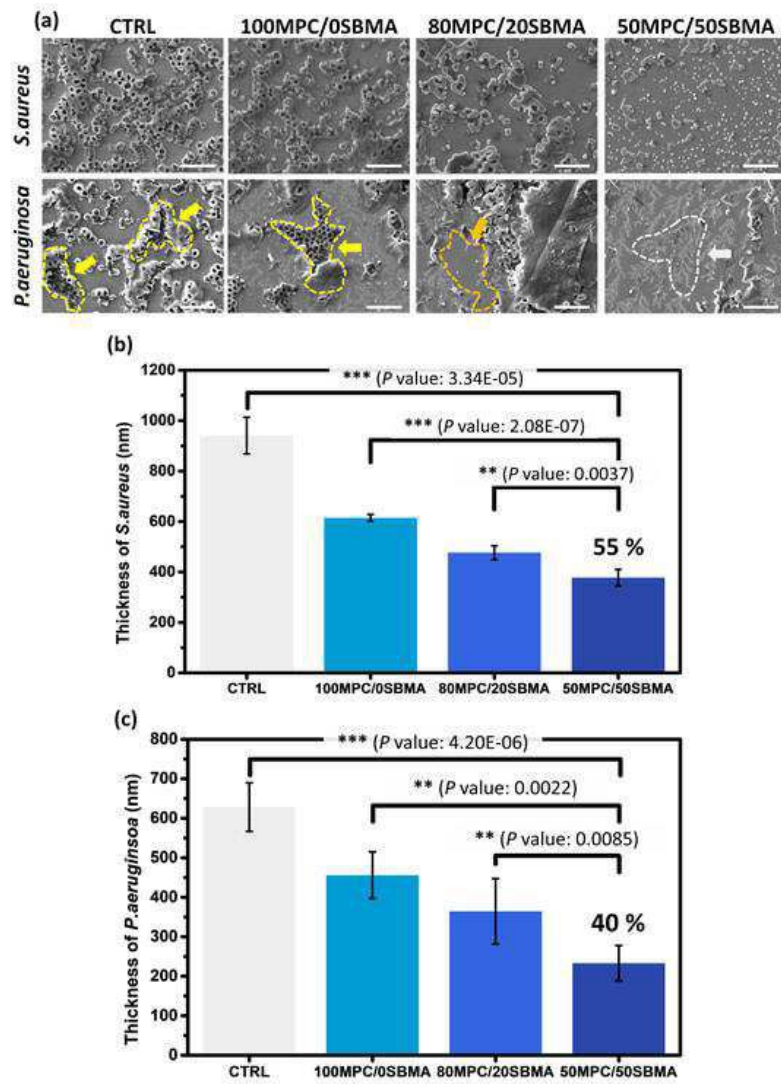 (a)
CTRL 100MPC/0SBMA 80MPC/20SBMA 50MPC/50SBMA
S.aureus
P.aeruginosa
(b)
1200
1000
800
600
400
200
0
Thickness of S.aureus (nm)
*** (P value: 3.34E-05)
*** (P value: 2.08E-07)
** (P value: 0.0037)
55 %
CTRL 100MPC/0SBMA 80MPC/20SBMA 50MPC/50SBMA
(c)
800
700
600
500
400
300
200
100
0
Thickness of P.aeruginsoa (nm)
*** (P value: 4.20E-06)
** (P value: 0.0022)
** (P value: 0.0085)
40 %
CTRL 100MPC/0SBMA 80MPC/20SBMA 50MPC/50SBMA